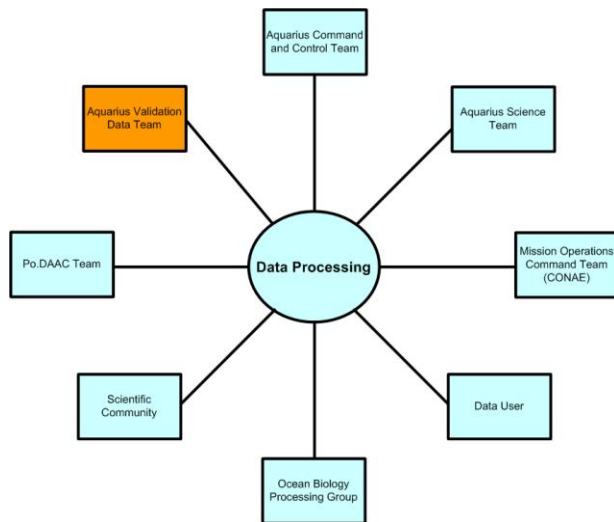 Aquarius Command
and Control Team
Aquarius Validation
Data Team
Aquarius Science
Team
Po.DAAC Team
Data Processing
Mission Operations
Command Team
(CONAE)
Scientific
Community
Data User
Ocean Biology
Processing Group